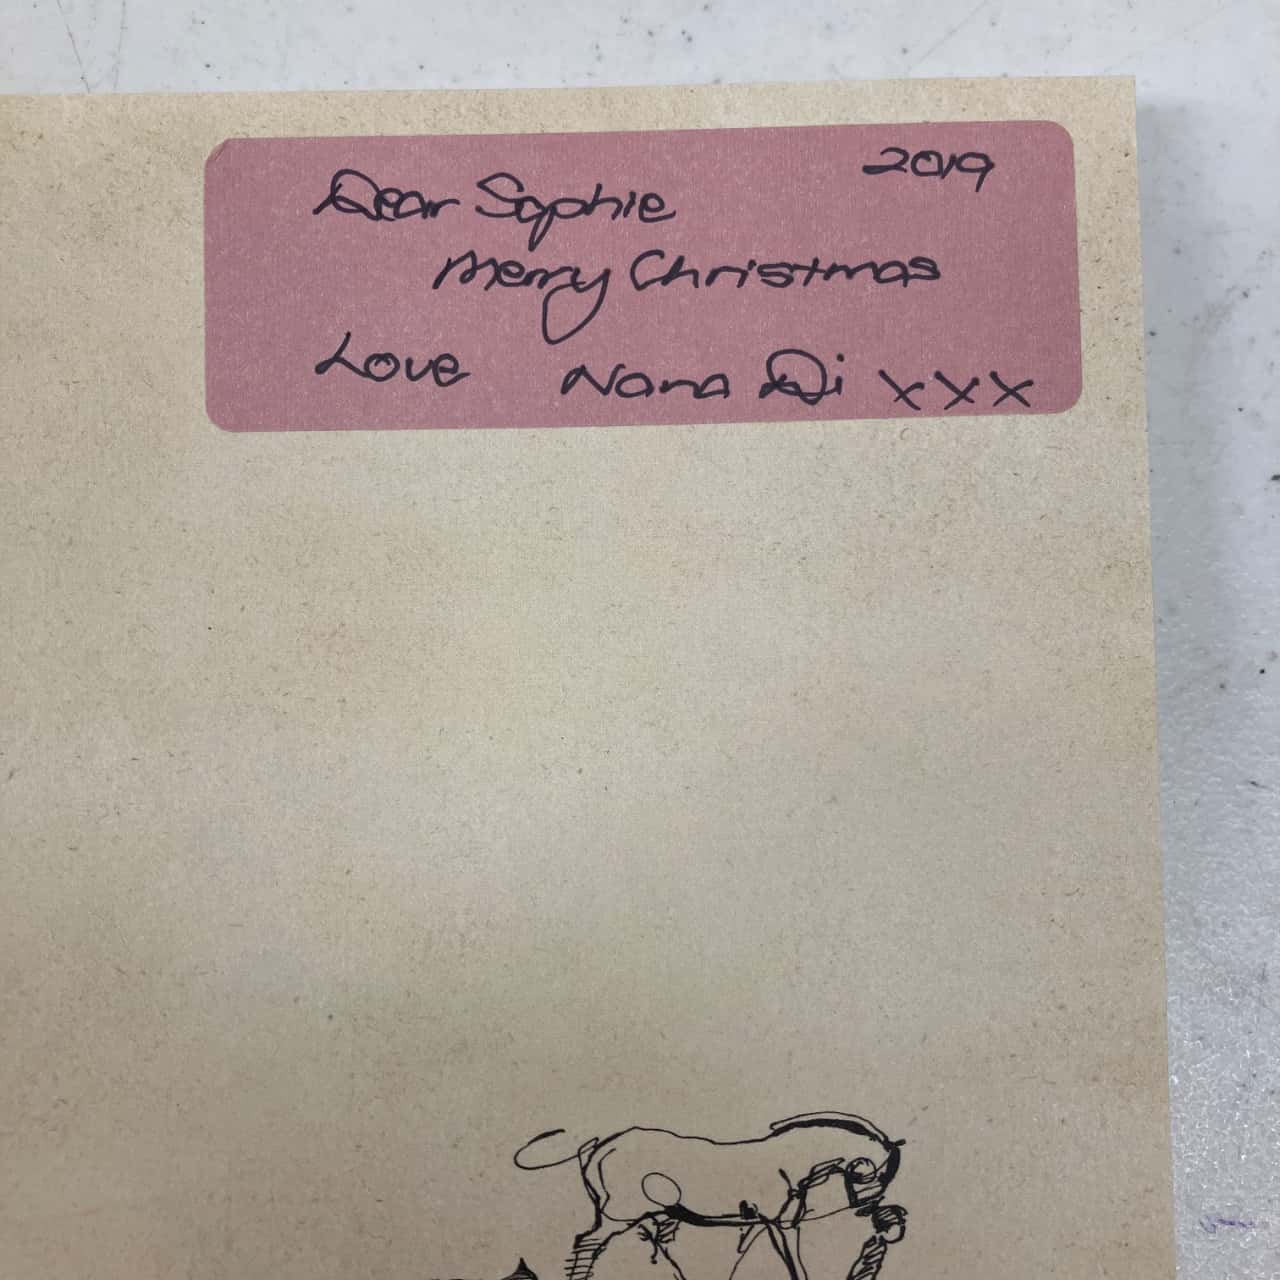 2019
Dear Sophie
Merry Christmas
Love Nana Di xxx